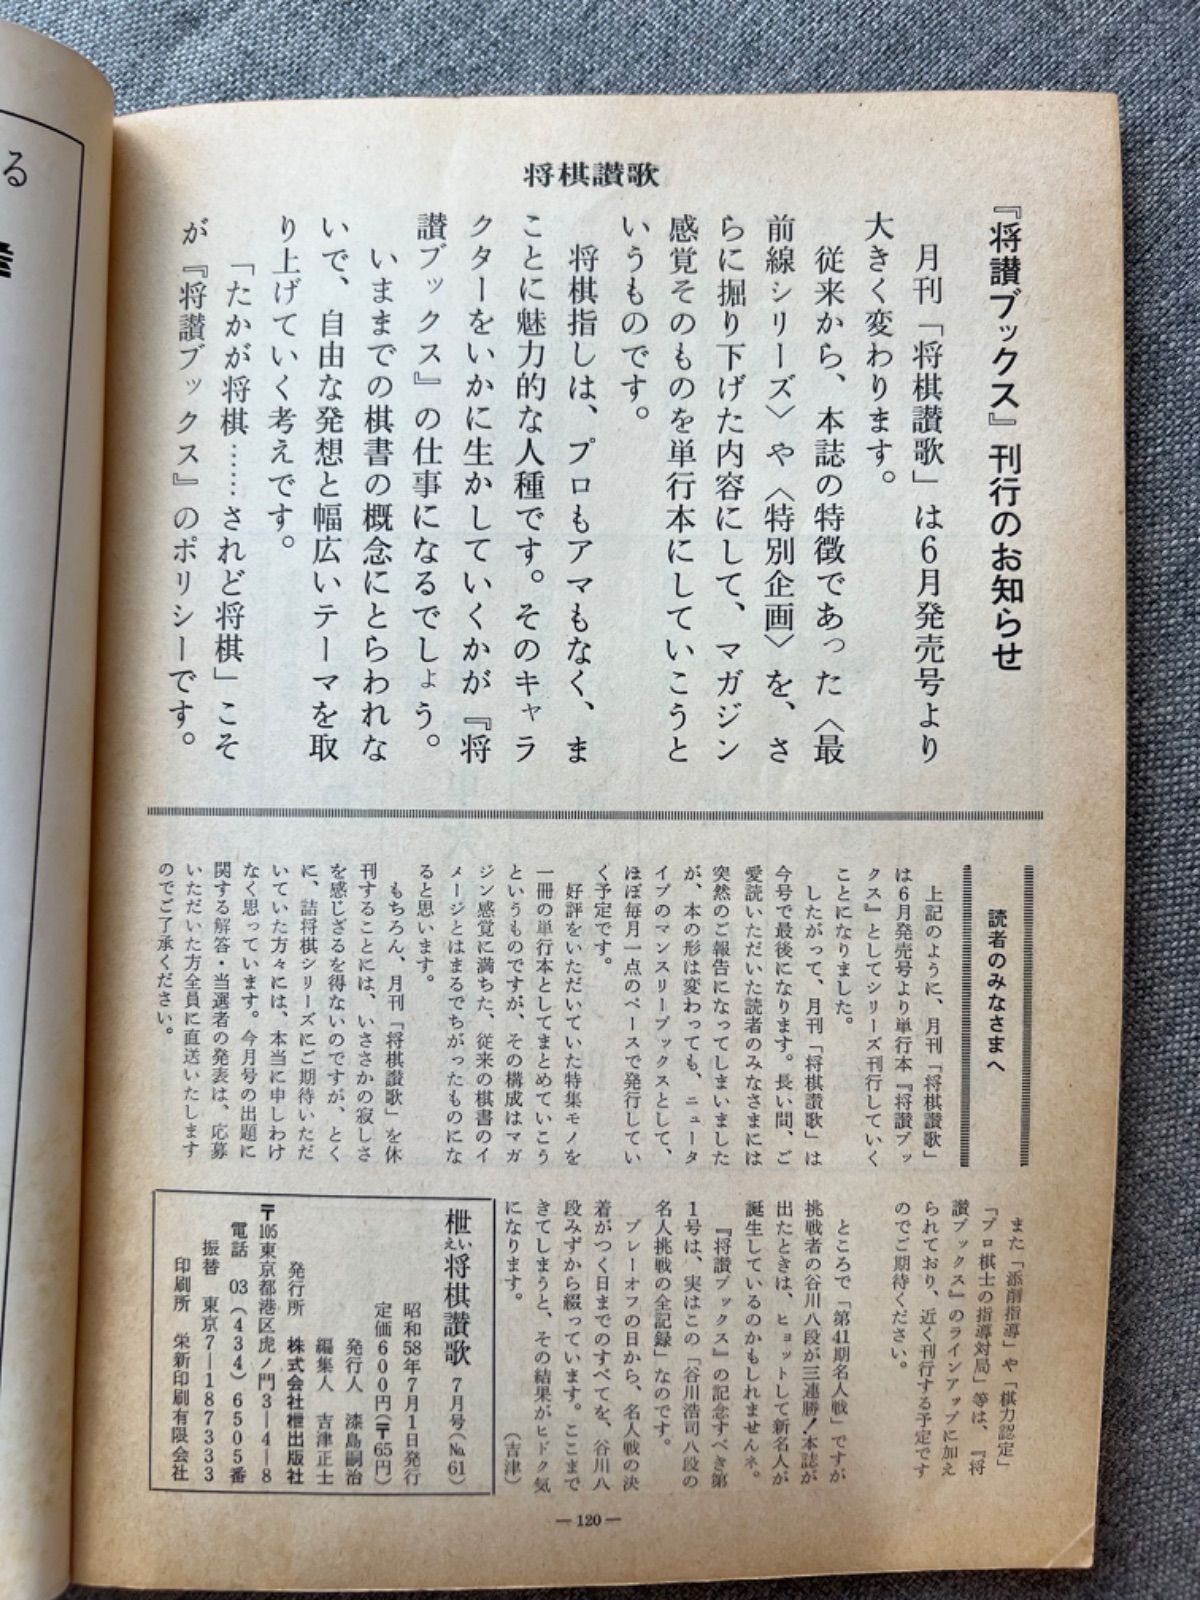 る
将棋讃歌
『将讃ブックス』刊行のお知らせ
月刊「将棋讃歌」は6月発売号より
大きく変わります。
従来から、本誌の特徴であった〈最
前線シリーズ〉や〈特別企画〉を、さ
らに掘り下げた内容にして、マガジン
感覚そのものを単行本にしていこうと
いうものです。
将棋指しは、プロもアマもなく、ま
ことに魅力的な人種です。そのキャラ
クターをいかに生かしていくかが『将
讃ブックス』の仕事になるでしょう。
いままでの棋書の概念にとらわれな
いで、自由な発想と幅広いテーマを取
り上げていく考えです。
「たかが将棋……されど将棋」こそ
が『将讃ブックス』のポリシーです。
読者のみなさまへ
上記のように、月刊「将棋讃歌」
は6月発売号より単行本『将讃ブッ
クス』としてシリーズ刊行していく
ことになりました。
したがって、月刊「将棋讃歌」は
今号で最後になります。長い間、ご
愛読いただいた読者のみなさまには
突然のご報告になってしまいました
が、本の形は変わっても、ニュータ
イプのマンスリーブックスとして、
ほぼ毎月一点のペースで発行してい
く予定です。
好評をいただいていた特集モノを
一冊の単行本としてまとめていこう
というものですが、その構成はマガ
ジン感覚に満ちた、従来の棋書のイ
メージとはまるでちがったものにな
ると思います。
もちろん、月刊「将棋讃歌」を休
刊することには、いささかの寂しさ
を感じざるを得ないのですが、とく
に、詰将棋シリーズにご期待いただ
いていた方々には、本当に申しわけ
なく思っています。今月号の出題に
関する解答・当選者の発表は、応募
いただいた方全員に直送いたします
のでご了承ください。
また「添削指導」や「棋力認定」
「プロ棋士の指導対局」等は、『将
讃ブックス』のラインアップに加え
られており、近く刊行する予定です
のでご期待ください。
ところで「第41期名人戦」ですが
挑戦者の谷川八段が三連勝!本誌が
出たときは、ヒョットして新名人が
誕生しているのかもしれませんネ。
『将讃ブックス』の記念すべき第
1号は、実はこの「谷川浩司八段の
名人挑戦の全記録」なのです。
プレーオフの日から、名人戦の決
着がつく日までのすべてを、谷川八
段みずから綴っています。ここまで
きてしまうと、その結果がヒドク気
になります。
(吉津)
枻えい将棋讃歌 7月号(№61)
昭和58年7月1日発行
定価600円(〒65円)
発行人 漆島嗣治
編集人 吉津正士
発行所 株式会社枻出版社
〒105東京都港区虎ノ門3―4―8
電話 03(434)6505番
振替 東京7―187333
印刷所 栄新印刷有限会社
―120―